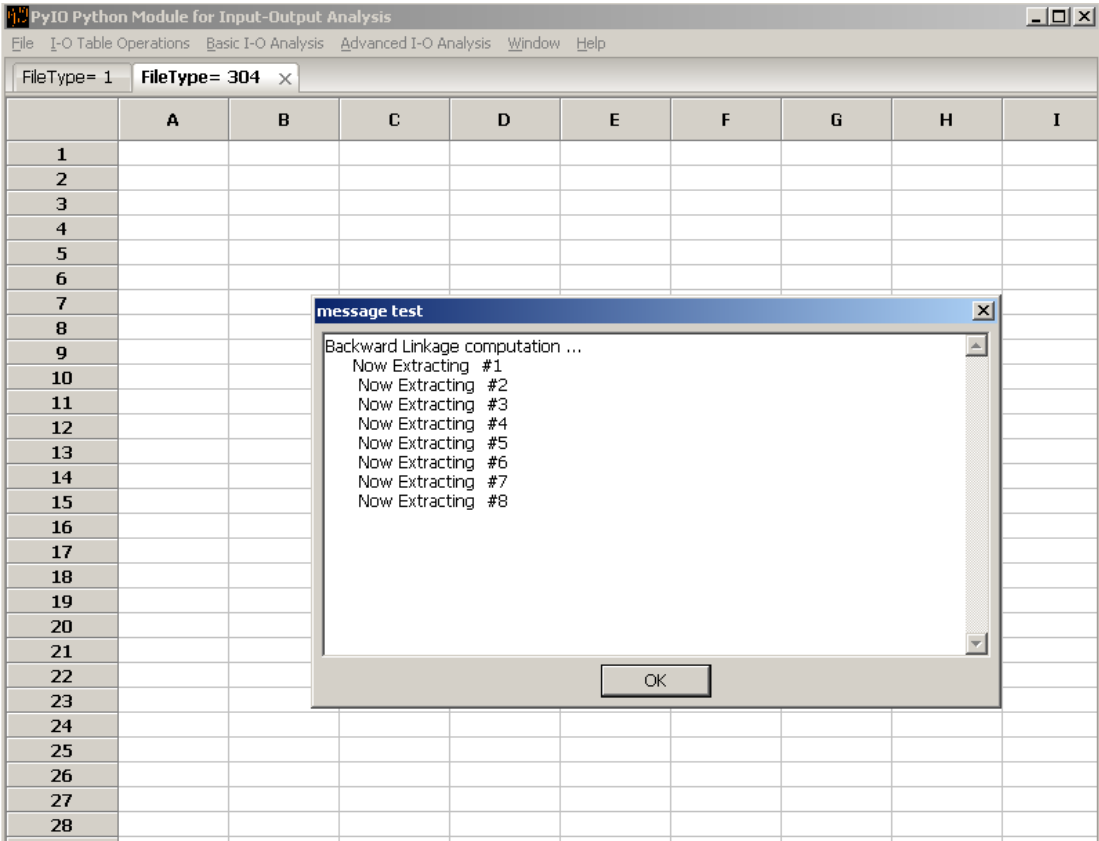 PyIO Python Module for Input-Output Analysis
File I-O Table Operations Basic I-O Analysis Advanced I-O Analysis Window Help
FileType= 1 FileType= 304
A B C D E F G H I
1
2
3
4
5
6
7
8
9
10
11
12
13
14
15
16
17
18
19
20
21
22
23
24
25
26
27
28
message test
Backward Linkage computation ...
Now Extracting #1
Now Extracting #2
Now Extracting #3
Now Extracting #4
Now Extracting #5
Now Extracting #6
Now Extracting #7
Now Extracting #8
OK